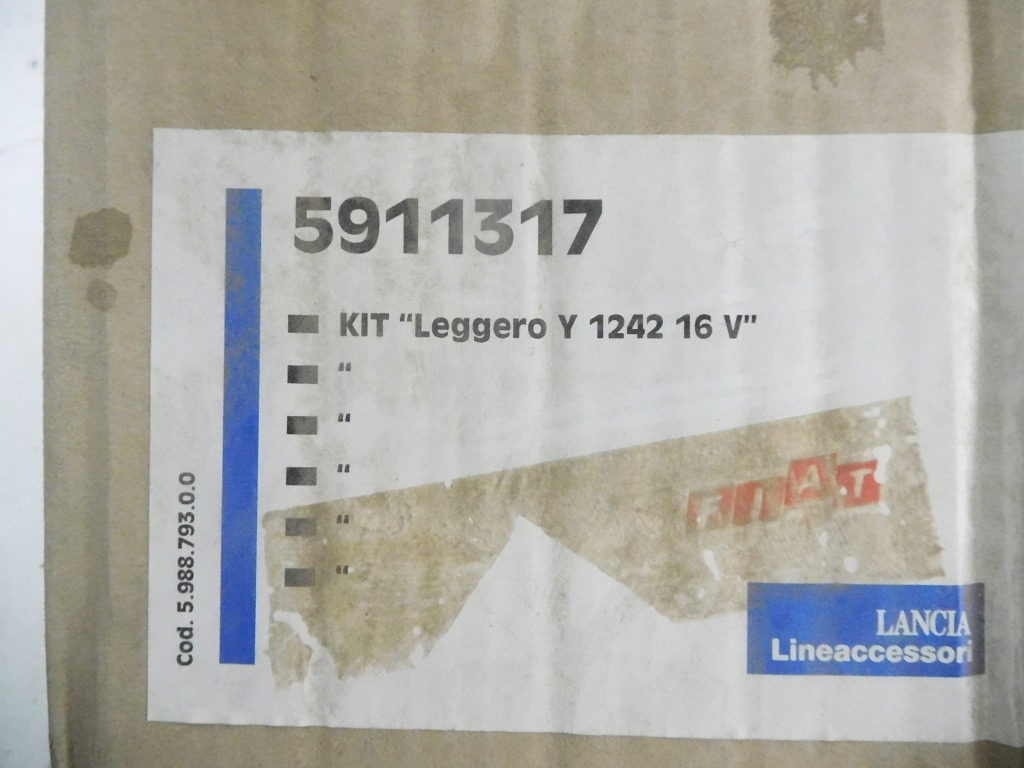 5911317
KIT “Leggero Y 1242 16 V”
“
“
“
“
“
Cod. 5.988.793.0.0
FIAT
LANCIA
Lineaccessori